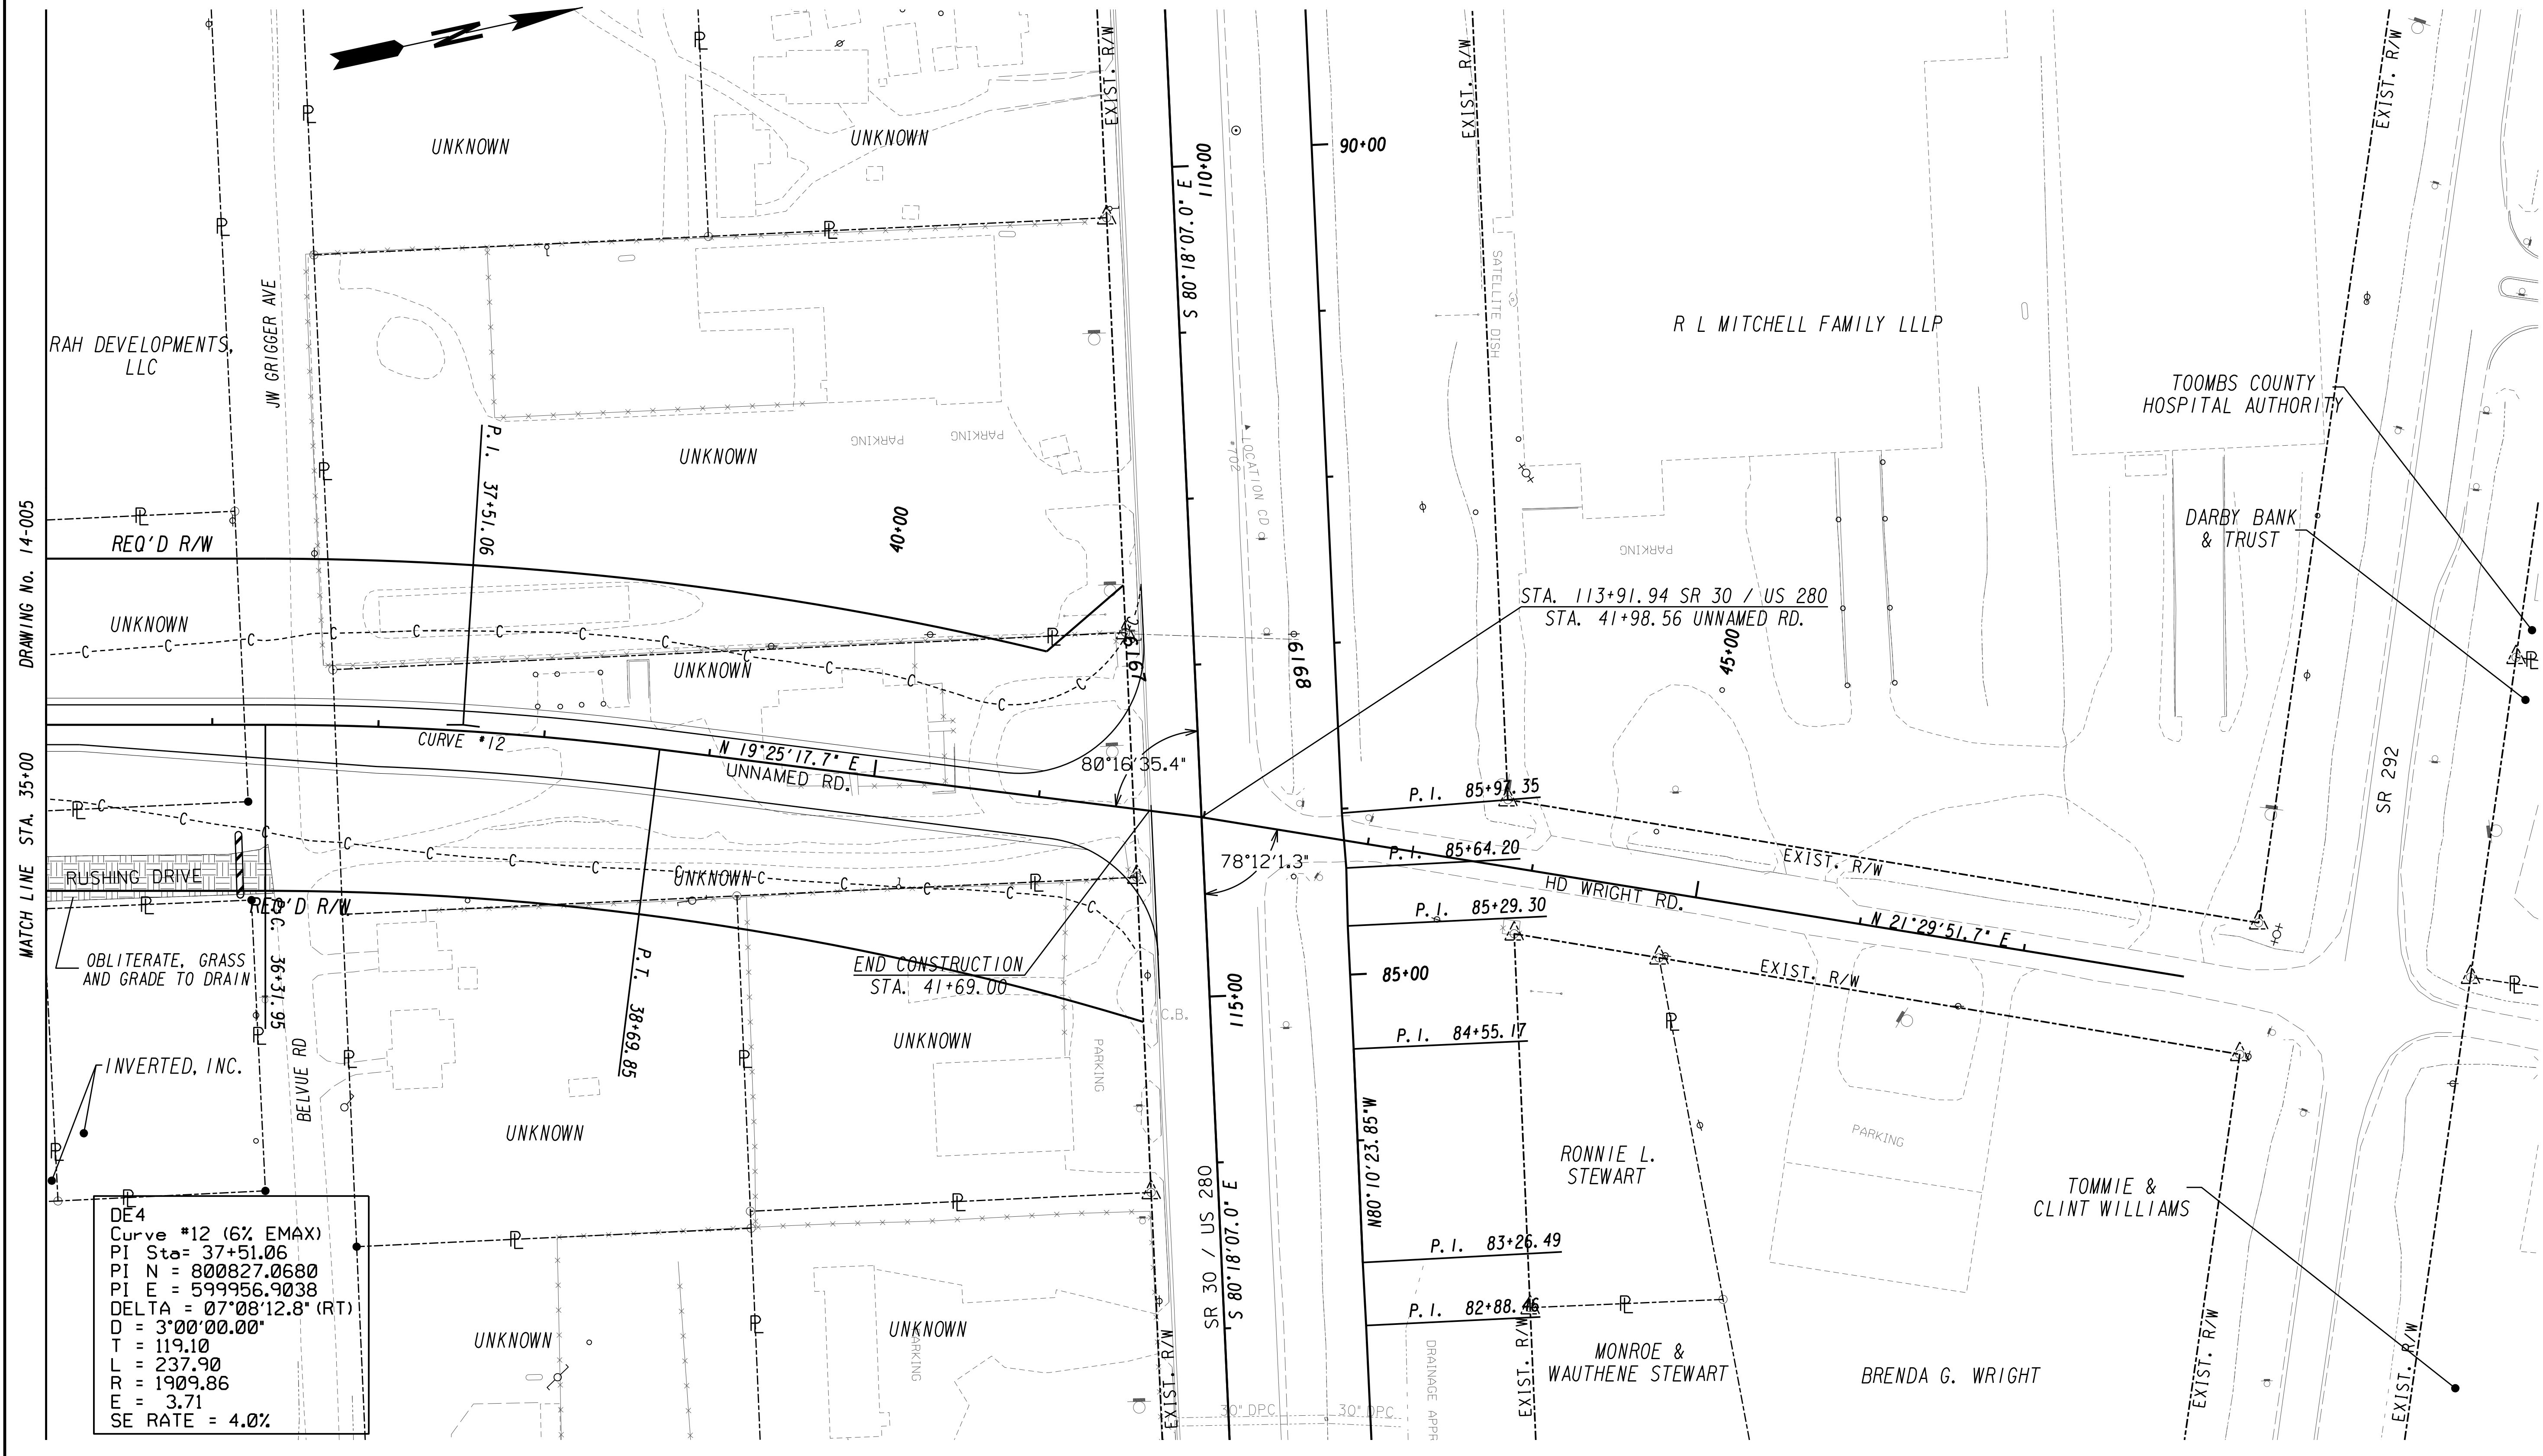 N
EXIST. R/W
EXIST. R/W
EXIST. R/W
UNKNOWN
UNKNOWN
110+00
90+00
S 80°18'07.0" E
JW GRIGGER AVE
RAH DEVELOPMENTS,
LLC
SATELLITE DISH
R L MITCHELL FAMILY LLLP
TOOMBS COUNTY
HOSPITAL AUTHORITY
DARBY BANK
& TRUST
UNKNOWN
PARKING
PARKING
LOCATION CD
#702
P.I. 37+51.06
40+00
PARKING
DRAWING No. 14-005
MATCH LINE STA. 35+00
REQ'D R/W
UNKNOWN
UNKNOWN
6167
6168
STA. 113+91.94 SR 30 / US 280
STA. 41+98.56 UNNAMED RD.
45+00
CURVE #12
N 19°25'17.7" E
UNNAMED RD.
80°16'35.4"
78°12'1.3"
P.I. 85+97.35
P.I. 85+64.20
P.I. 85+29.30
85+00
P.I. 84+55.17
EXIST. R/W
HD WRIGHT RD.
N 21°29'51.7" E
EXIST. R/W
SR 292
RUSHING DRIVE
REQ'D R/W
UNKNOWN
P.C. 36+31.95
P.T. 38+69.85
OBLITERATE, GRASS
AND GRADE TO DRAIN
END CONSTRUCTION
STA. 41+69.00
C.B.
115+00
UNKNOWN
PARKING
BELVUE RD
INVERTED, INC.
UNKNOWN
N80°10'23.85"W
SR 30 / US 280
S 80°18'07.0" E
RONNIE L.
STEWART
PARKING
TOMMIE &
CLINT WILLIAMS
P.I. 83+26.49
P.I. 82+88.46
DE4
Curve #12 (6% EMAX)
PI Sta= 37+51.06
PI N = 800827.0680
PI E = 599956.9038
DELTA = 07°08'12.8" (RT)
D = 3°00'00.00"
T = 119.10
L = 237.90
R = 1909.86
E = 3.71
SE RATE = 4.0%
UNKNOWN
UNKNOWN
PARKING
EXIST. R/W
30" DPC
30" DPC
DRAINAGE APPR
EXIST. R/W
MONROE &
WAUTHENE STEWART
BRENDA G. WRIGHT
EXIST. R/W
EXIST. R/W